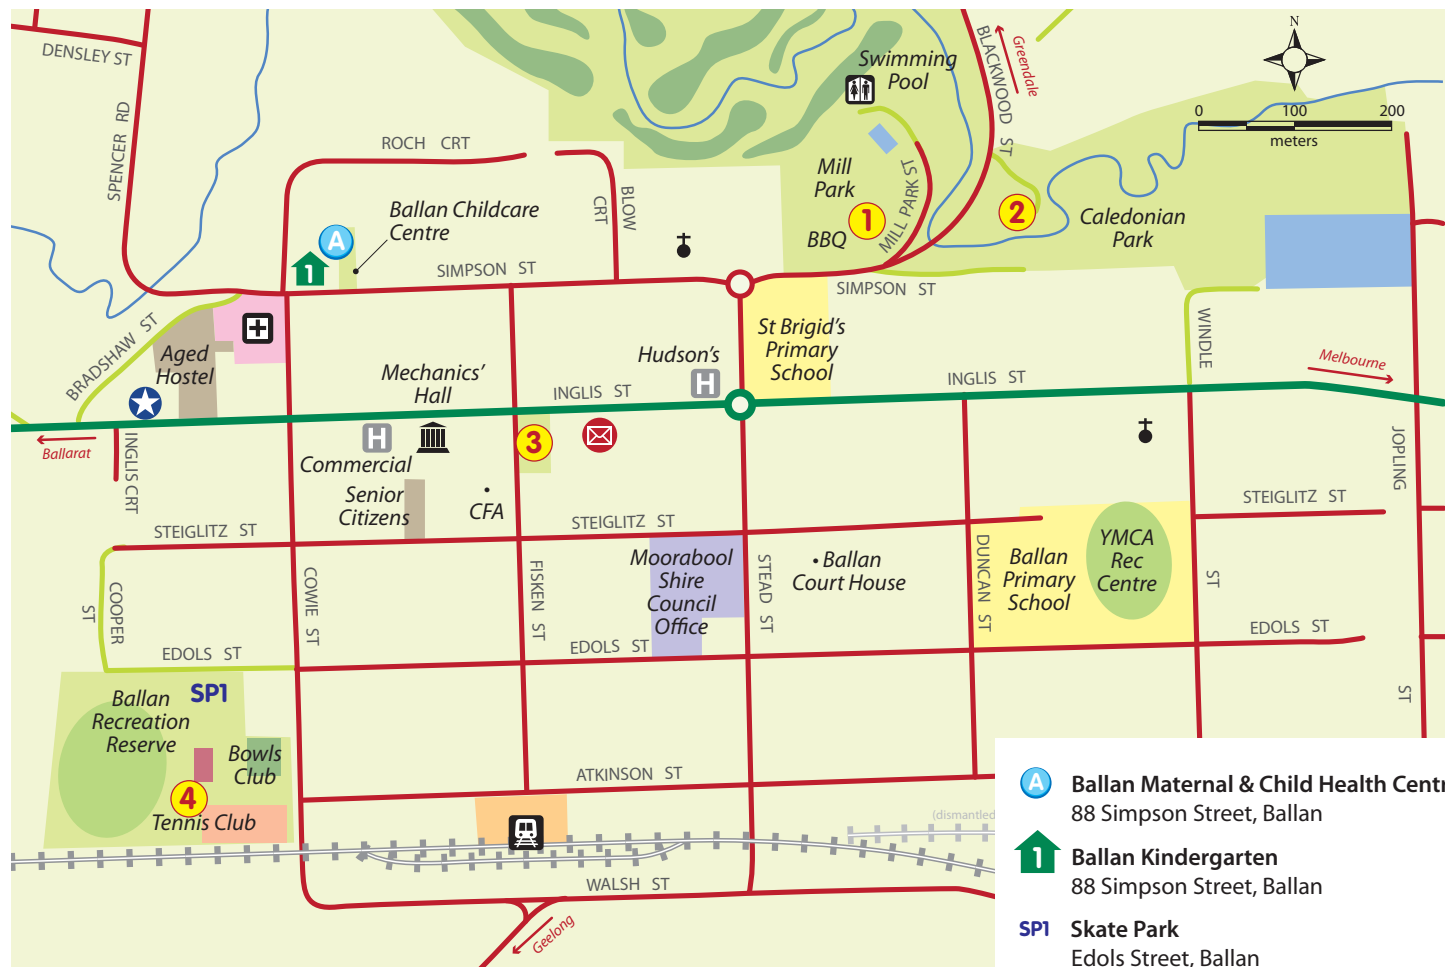 DENSLEY ST
SPENCER RD
ROCH CRT
BLOW
CRT
Swimming
Pool
BLACKWOOD ST
Greendale
N
0 100 200
meters
Mill
Park
1
BBQ
MILL PARK ST
2
Caledonian
Park
A
1
Ballan Childcare
Centre
SIMPSON ST
SIMPSON ST
BRADSHAW ST
Aged
Hostel
Mechanics'
Hall
Hudson's
H
St Brigid's
Primary
School
INGLIS ST
INGLIS ST
WINDLE
Melbourne
Ballarat
INGLIS CRT
H
Commercial
3
Senior
Citizens
CFA
JOPLING
STEIGLITZ ST
STEIGLITZ ST
STEIGLITZ ST
COOPER
ST
COWIE ST
FISKEN ST
Moorabool
Shire
Council
Office
STEAD ST
Ballan
Court House
DUNCAN ST
Ballan
Primary
School
YMCA
Rec
Centre
ST
EDOLS ST
EDOLS ST
EDOLS ST
ST
SP1
Ballan
Recreation
Reserve
Bowls
Club
4
Tennis Club
ATKINSON ST
(dismantled
WALSH ST
Geelong
A Ballan Maternal & Child Health Centr
88 Simpson Street, Ballan
1 Ballan Kindergarten
88 Simpson Street, Ballan
SP1 Skate Park
Edols Street, Ballan